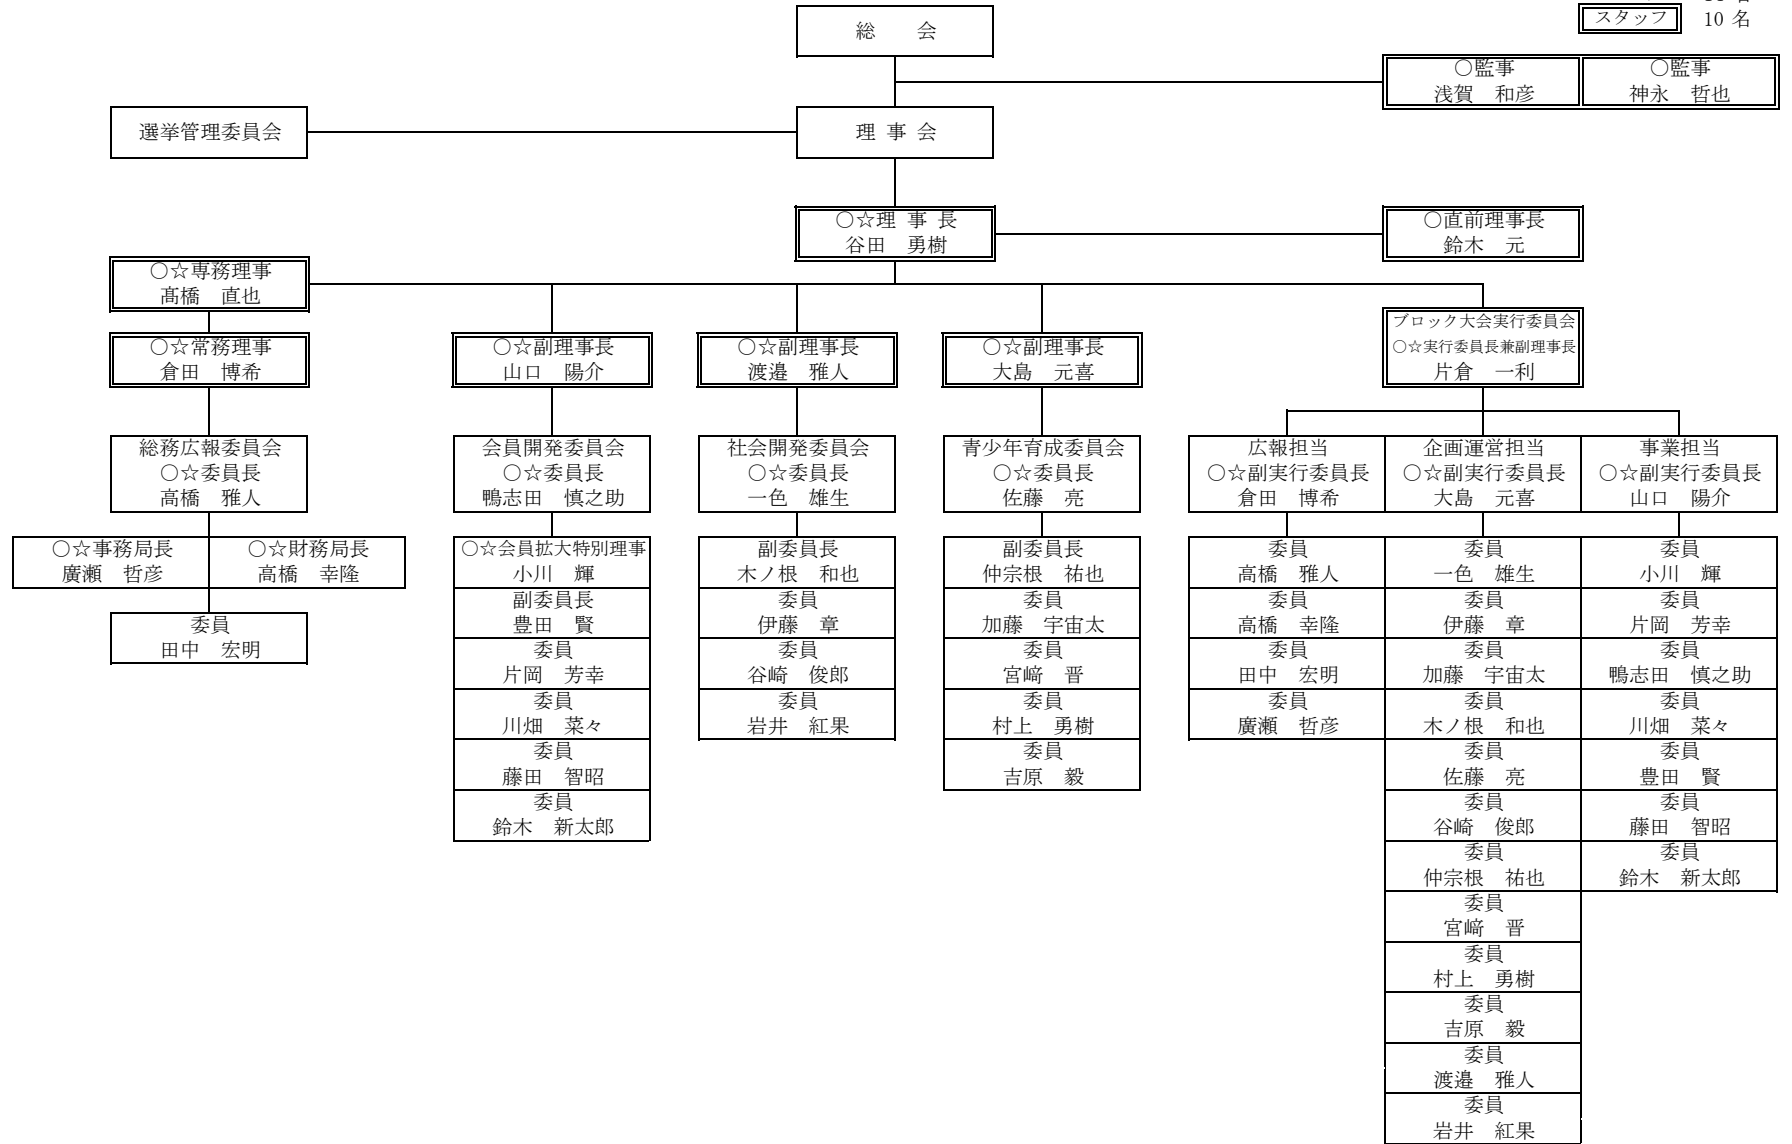 スタッフ　10 名
総　　会
○監事
浅賀　和彦
○監事
神永　哲也
選挙管理委員会
理 事 会
○☆理 事 長
谷田　勇樹
○直前理事長
鈴木　元
○☆専務理事
髙橋　直也
○☆常務理事
倉田　博希
○☆副理事長
山口　陽介
○☆副理事長
渡邉　雅人
○☆副理事長
大島　元喜
ブロック大会実行委員会
○☆実行委員長兼副理事長
片倉　一利
総務広報委員会
○☆委員長
高橋　雅人
会員開発委員会
○☆委員長
鴨志田　慎之助
社会開発委員会
○☆委員長
一色　雄生
青少年育成委員会
○☆委員長
佐藤　亮
広報担当
○☆副実行委員長
倉田　博希
企画運営担当
○☆副実行委員長
大島　元喜
事業担当
○☆副実行委員長
山口　陽介
○☆事務局長
廣瀬　哲彦
○☆財務局長
高橋　幸隆
委員
田中　宏明
○☆会員拡大特別理事
小川　輝
副委員長
豊田　賢
委員
片岡　芳幸
委員
川畑　菜々
委員
藤田　智昭
委員
鈴木　新太郎
副委員長
木ノ根　和也
委員
伊藤　章
委員
谷崎　俊郎
委員
岩井　紅果
副委員長
仲宗根　祐也
委員
加藤　宇宙太
委員
宮﨑　晋
委員
村上　勇樹
委員
吉原　毅
委員
高橋　雅人
委員
高橋　幸隆
委員
田中　宏明
委員
廣瀬　哲彦
委員
一色　雄生
委員
伊藤　章
委員
加藤　宇宙太
委員
木ノ根　和也
委員
佐藤　亮
委員
谷崎　俊郎
委員
仲宗根　祐也
委員
宮﨑　晋
委員
村上　勇樹
委員
吉原　毅
委員
渡邉　雅人
委員
岩井　紅果
委員
小川　輝
委員
片岡　芳幸
委員
鴨志田　慎之助
委員
川畑　菜々
委員
豊田　賢
委員
藤田　智昭
委員
鈴木　新太郎